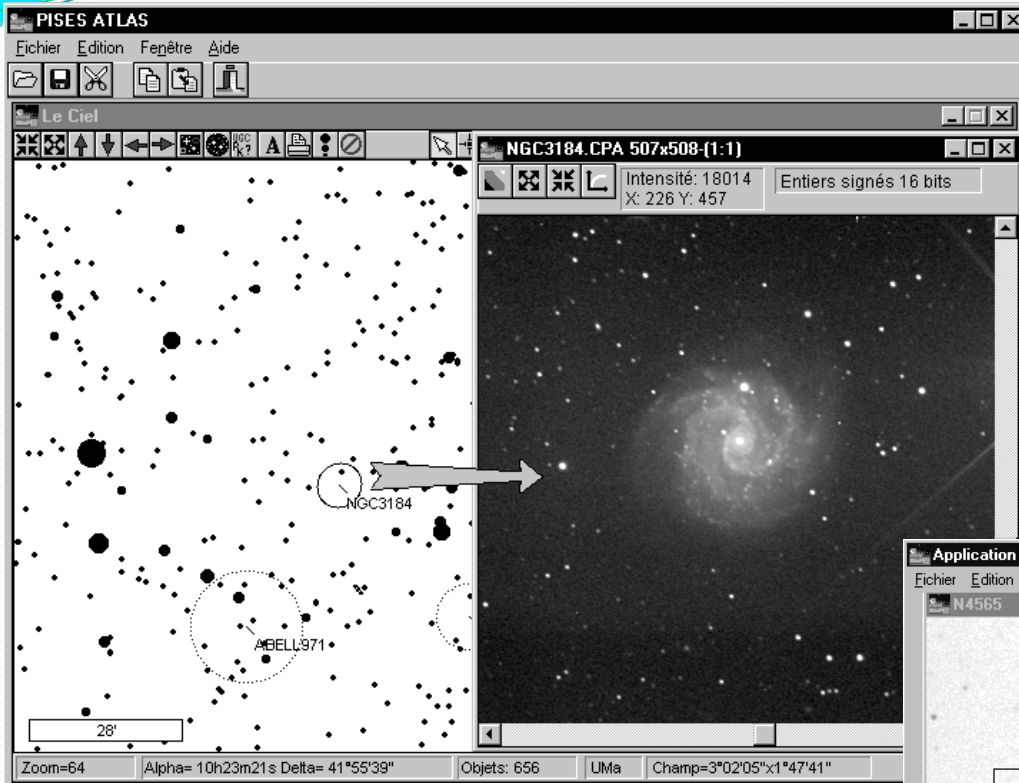 PISES ATLAS
Fichier Edition Fenêtre Aide
Le Ciel
UGC
PK?
A
NGC3184.CPA 507x508-(1:1)
Intensité: 18014
X: 226 Y: 457
Entiers signés 16 bits
NGC3184
ABELL971
28'
Application
Fichier Edition
N4565
Zoom=64
Alpha= 10h23m21s Delta= 41°55'39"
Objets: 656
UMa
Champ=3°02'05"x1°47'41"